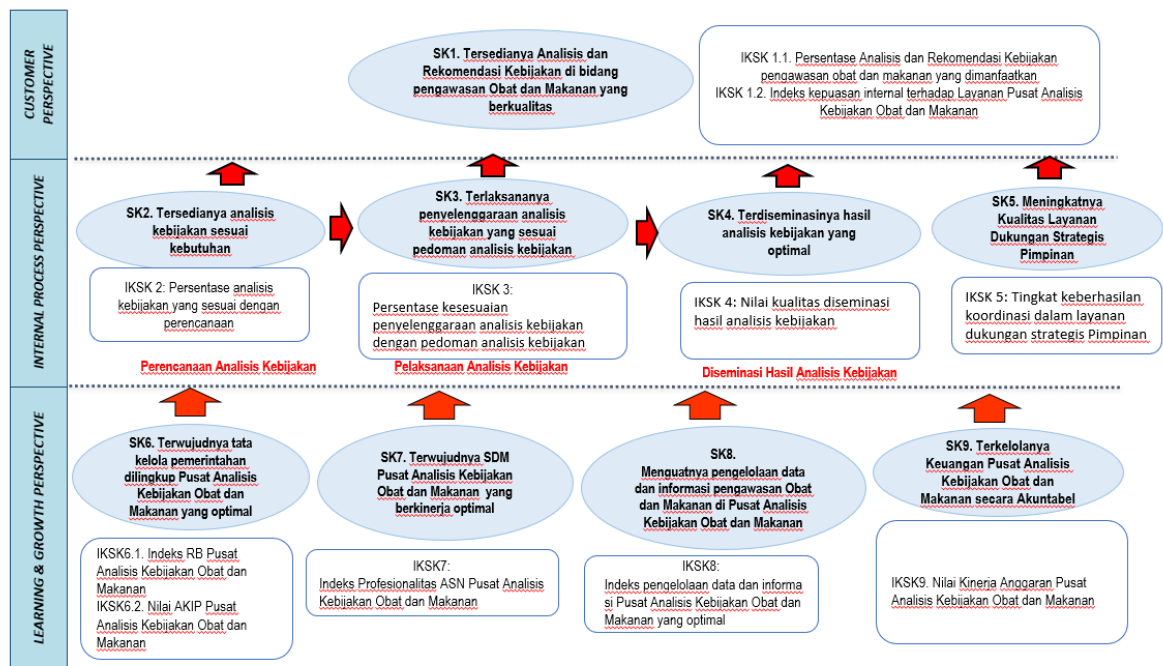 CUSTOMER
PERSPECTIVE
SK1. Tersedianya Analisis dan
Rekomendasi Kebijakan di bidang
pengawasan Obat dan Makanan yang
berkualitas
IKSK 1.1. Persentase Analisis dan Rekomendasi Kebijakan
pengawasan obat dan makanan yang dimanfaatkan
IKSK 1.2. Indeks kepuasan internal terhadap Layanan Pusat Analisis
Kebijakan Obat dan Makanan
INTERNAL PROCESS PERSPECTIVE
SK2. Tersedianya analisis
kebijakan sesuai
kebutuhan
IKSK 2: Persentase analisis
kebijakan yang sesuai dengan
perencanaan
SK3. Terlaksananya
penyelenggaraan analisis
kebijakan yang sesuai
pedoman analisis kebijakan
IKSK 3:
Persentase kesesuaian
penyelenggaraan analisis kebijakan
dengan pedoman analisis kebijakan
SK4. Terdiseminasinya hasil
analisis kebijakan yang
optimal
IKSK 4: Nilai kualitas diseminasi
hasil analisis kebijakan
SK5. Meningkatnya
Kualitas Layanan
Dukungan Strategis
Pimpinan
IKSK 5: Tingkat keberhasilan
koordinasi dalam layanan
dukungan strategis Pimpinan
Perencanaan Analisis Kebijakan
Pelaksanaan Analisis Kebijakan
Diseminasi Hasil Analisis Kebijakan
LEARNING & GROWTH PERSPECTIVE
SK6. Terwujudnya tata
kelola pemerintahan
dilingkup Pusat Analisis
Kebijakan Obat dan
Makanan yang optimal
IKSK6.1. Indeks RB Pusat
Analisis Kebijakan Obat dan
Makanan
IKSK6.2. Nilai AKIP Pusat
Analisis Kebijakan Obat dan
Makanan
SK7. Terwujudnya SDM
Pusat Analisis Kebijakan
Obat dan Makanan yang
berkinerja optimal
IKSK7:
Indeks Profesionalitas ASN Pusat Analisis
Kebijakan Obat dan Makanan
SK8.
Menguatnya pengelolaan data
dan informasi pengawasan Obat
dan Makanan di Pusat Analisis
Kebijakan Obat dan Makanan
IKSK8:
Indeks pengelolaan data dan informa
si Pusat Analisis Kebijakan Obat dan
Makanan yang optimal
SK9. Terkelolanya
Keuangan Pusat Analisis
Kebijakan Obat dan
Makanan secara Akuntabel
IKSK9. Nilai Kinerja Anggaran Pusat
Analisis Kebijakan Obat dan Makanan